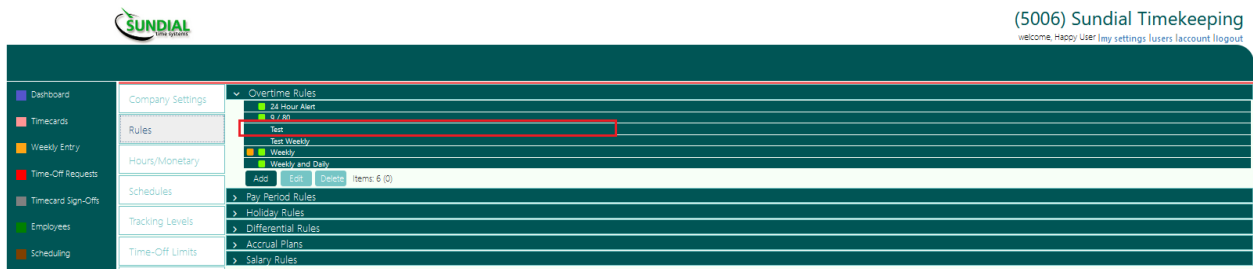 SUNDIAL
time systems
(5006) Sundial Timekeeping
welcome, Happy User |my settings |users |account |logout
Dashboard
Timecards
Weekly Entry
Time-Off Requests
Timecard Sign-Offs
Employees
Scheduling
Company Settings
Rules
Hours/Monetary
Schedules
Tracking Levels
Time-Off Limits
Overtime Rules
24 Hour Alert
9 / 80
Test
Test Weekly
Weekly
Weekly and Daily
Add Edit Delete Items: 6 (0)
Pay Period Rules
Holiday Rules
Differential Rules
Accrual Plans
Salary Rules